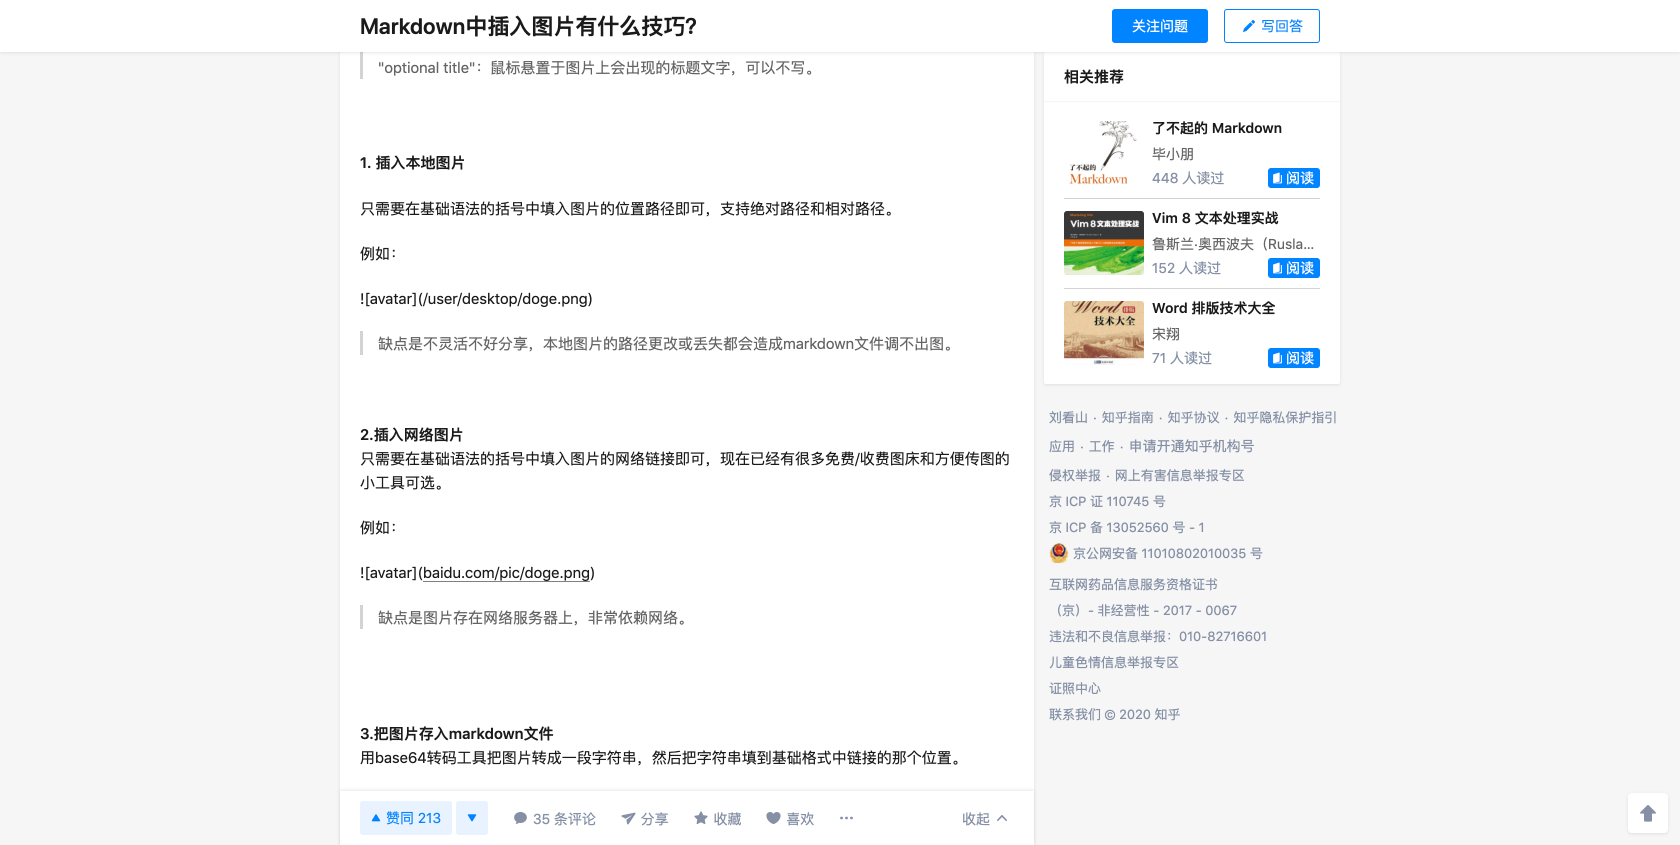 Markdown中插入图片有什么技巧?
关注问题
写回答
"optional title"：鼠标悬置于图片上会出现的标题文字，可以不写。
1. 插入本地图片
只需要在基础语法的括号中填入图片的位置路径即可，支持绝对路径和相对路径。
例如：
![avatar](/user/desktop/doge.png)
缺点是不灵活不好分享，本地图片的路径更改或丢失都会造成markdown文件调不出图。
2.插入网络图片
只需要在基础语法的括号中填入图片的网络链接即可，现在已经有很多免费/收费图床和方便传图的
小工具可选。
例如：
![avatar](baidu.com/pic/doge.png)
缺点是图片存在网络服务器上，非常依赖网络。
3.把图片存入markdown文件
用base64转码工具把图片转成一段字符串，然后把字符串填到基础格式中链接的那个位置。
赞同 213
35 条评论
分享
收藏
喜欢
收起
相关推荐
了不起的
Markdown
了不起的 Markdown
毕小朋
448 人读过
阅读
Vim 8 文本处理实战
Vim 8 文本处理实战
鲁斯兰·奥西波夫（Rusla...
152 人读过
阅读
Word
技术大全
Word 排版技术大全
宋翔
71 人读过
阅读
刘看山 · 知乎指南 · 知乎协议 · 知乎隐私保护指引
应用 · 工作 · 申请开通知乎机构号
侵权举报 · 网上有害信息举报专区
京 ICP 证 110745 号
京 ICP 备 13052560 号 - 1
京公网安备 11010802010035 号
互联网药品信息服务资格证书
（京）- 非经营性 - 2017 - 0067
违法和不良信息举报：010-82716601
儿童色情信息举报专区
证照中心
联系我们 © 2020 知乎